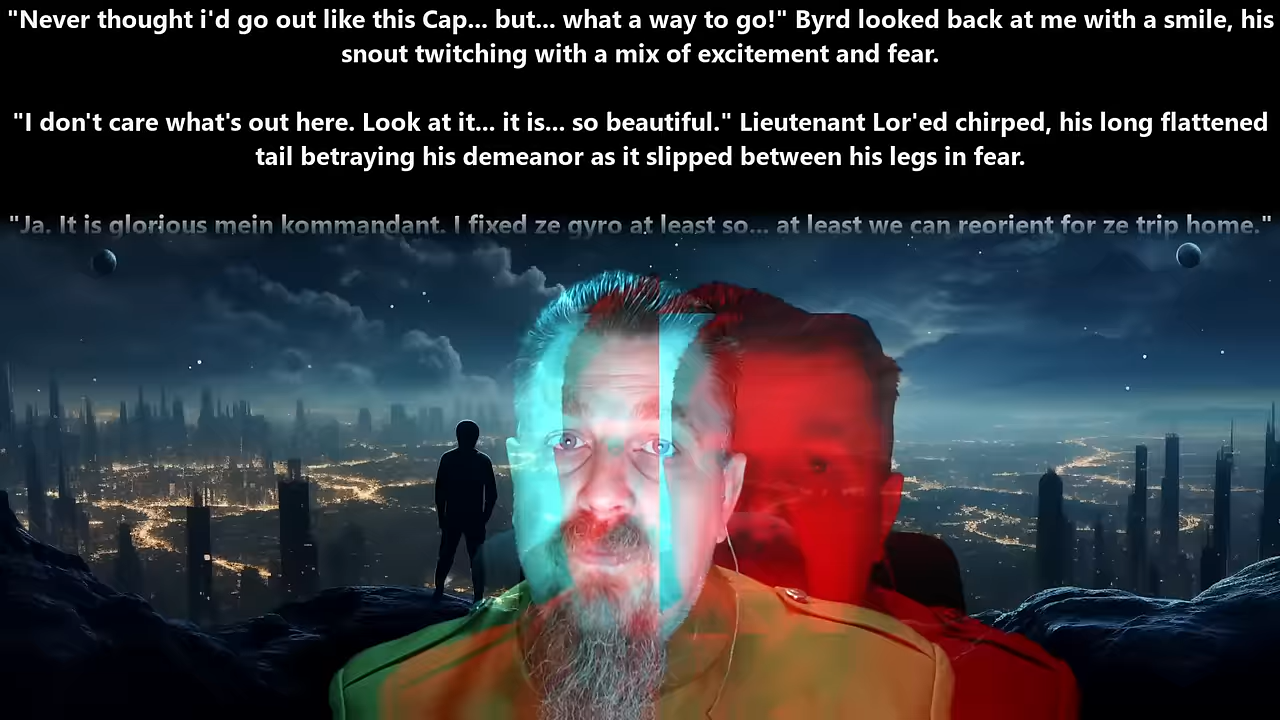 "Never thought i'd go out like this Cap... but... what a way to go!" Byrd looked back at me with a smile, his
snout twitching with a mix of excitement and fear.
"I don't care what's out here. Look at it... it is... so beautiful." Lieutenant Lor'ed chirped, his long flattened
tail betraying his demeanor as it slipped between his legs in fear.
"Ja. It is glorious mein kommandant. I fixed ze gyro at least so... at least we can reorient for ze trip home."